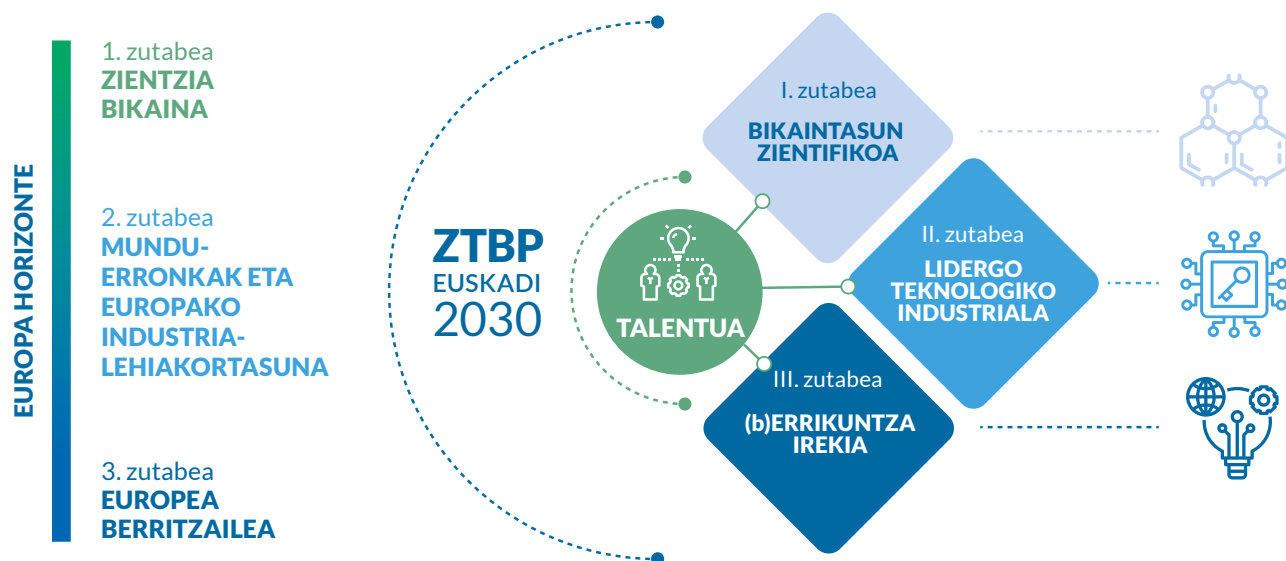 EUROPA HORIZONTE
1. zutabea
ZIENTZIA
BIKAINA
2. zutabea
MUNDU-
ERRONKAK ETA
EUROPAKO
INDUSTRIA-
LEHIAKORTASUNA
3. zutabea
EUROPEA
BERRITZAILEA
ZTBP
EUSKADI
2030
TALENTUA
I. zutabea
BIKAINTASUN
ZIENTIFIKOA
II. zutabea
LIDERGO
TEKNOLOGIKO
INDUSTRIALA
III. zutabea
(b)ERRIKUNTZA
IREKIA